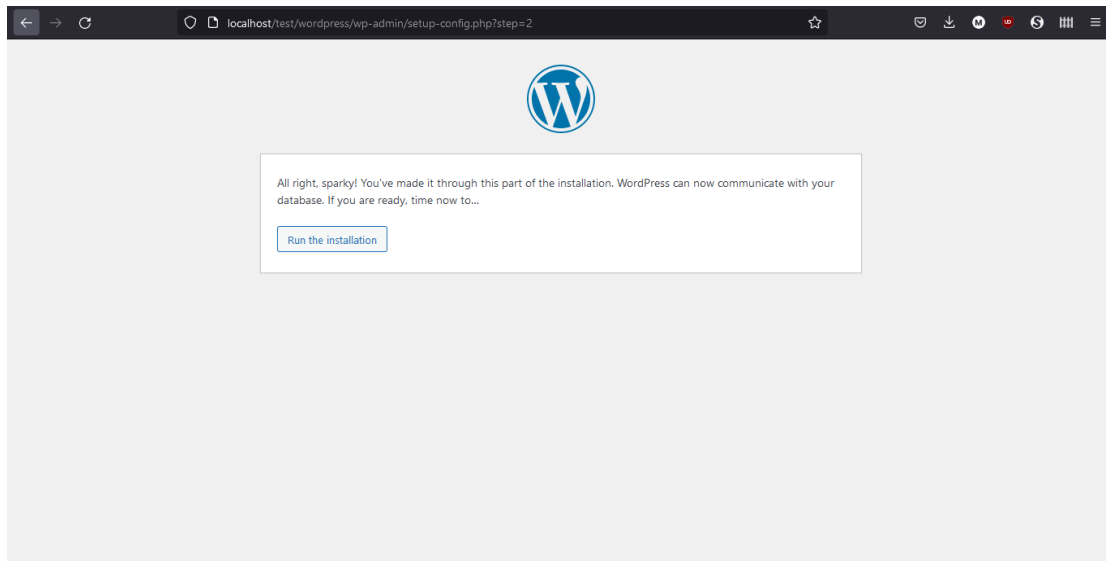 localhost/test/wordpress/wp-admin/setup-config.php?step=2
W
All right, sparky! You've made it through this part of the installation. WordPress can now communicate with your
database. If you are ready, time now to...
Run the installation